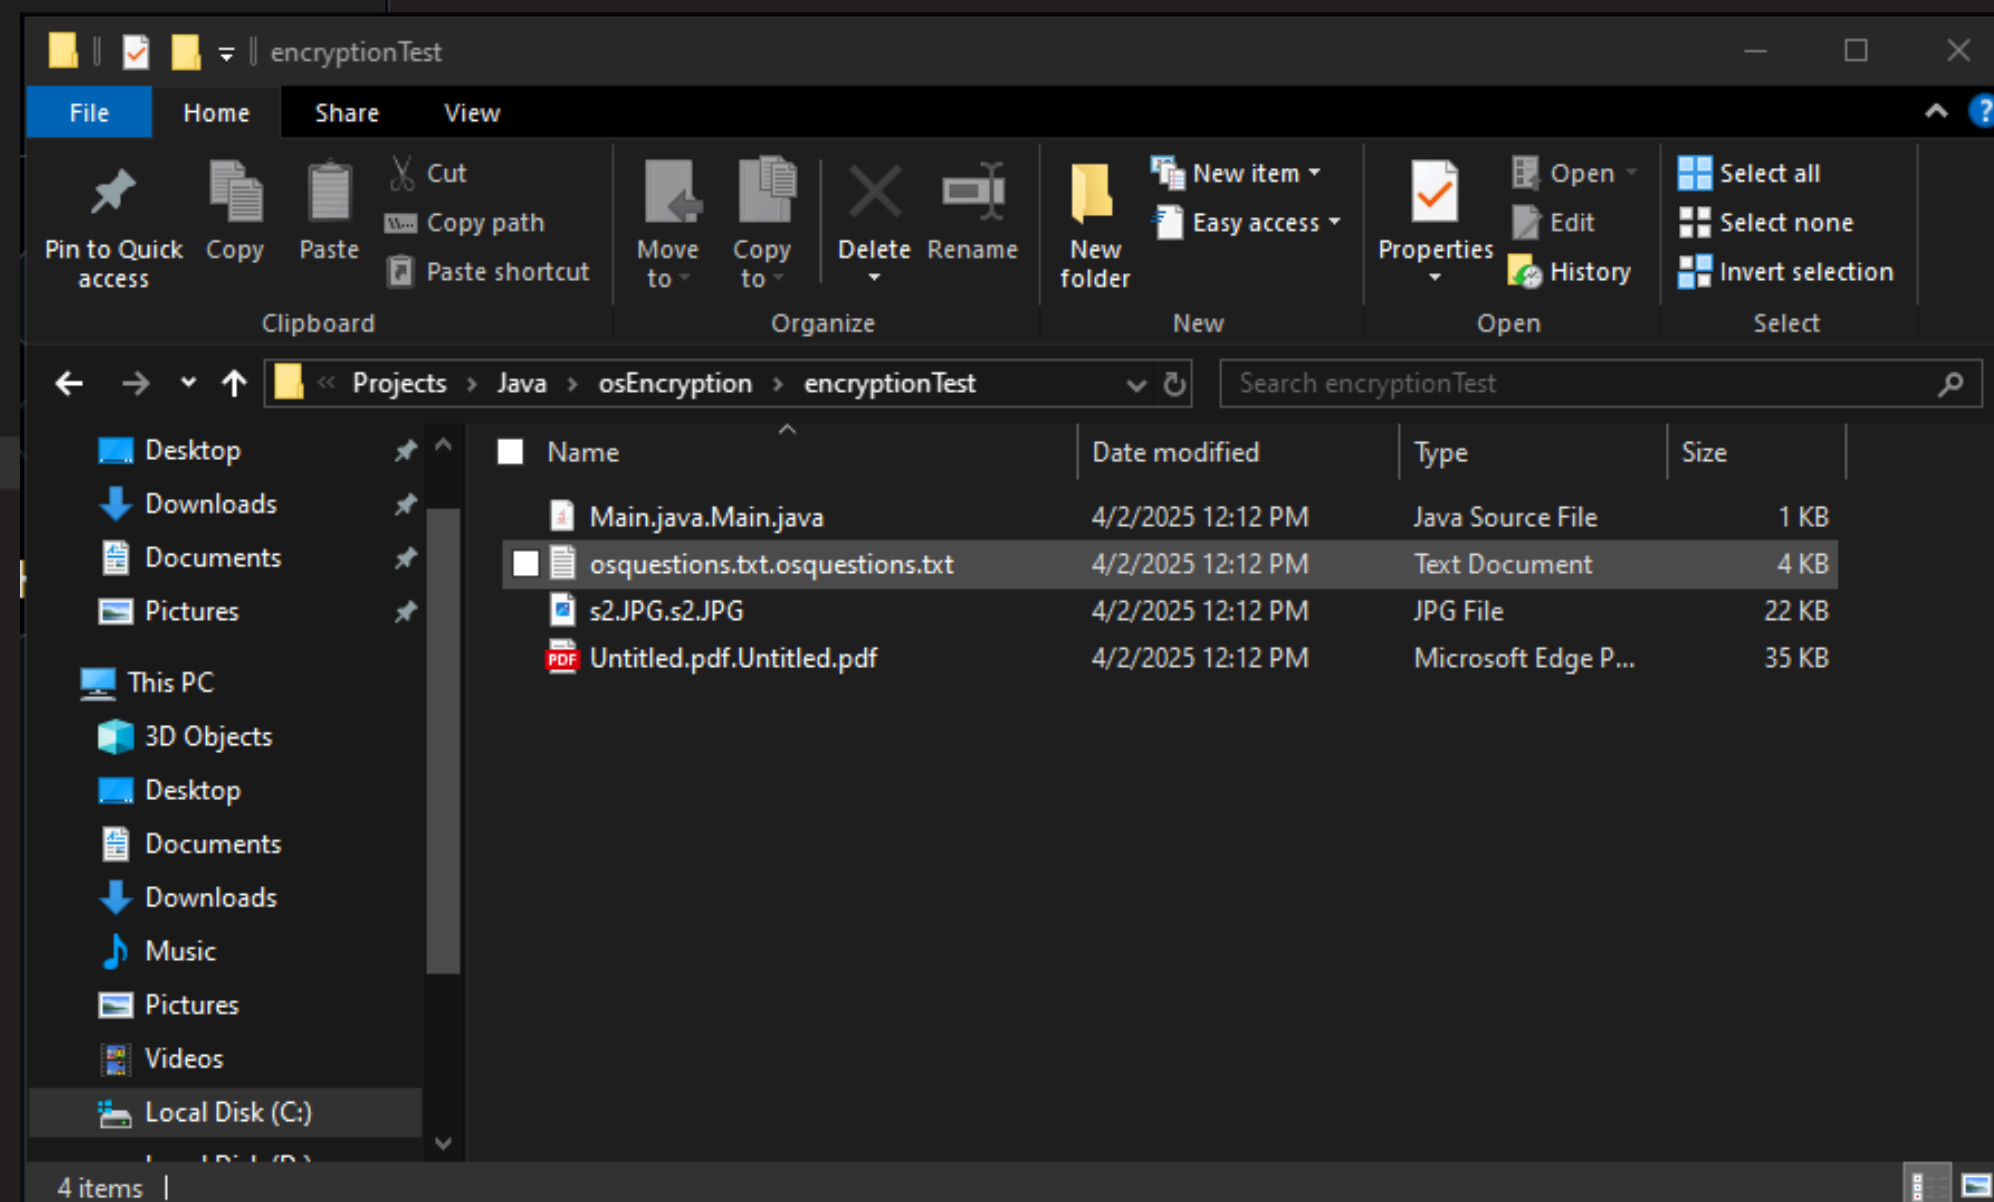 encryptionTest
File Home Share View
Pin to Quick access
Copy
Paste
Cut
Copy path
Paste shortcut
Clipboard
Move to
Copy to
Delete
Rename
Organize
New folder
New item
Easy access
New
Properties
Open
Edit
History
Open
Select all
Select none
Invert selection
Select
« Projects › Java › osEncryption › encryptionTest
Search encryptionTest
Desktop
Downloads
Documents
Pictures
This PC
3D Objects
Desktop
Documents
Downloads
Music
Pictures
Videos
Local Disk (C:)
Name Date modified Type Size
Main.java.Main.java 4/2/2025 12:12 PM Java Source File 1 KB
osquestions.txt.osquestions.txt 4/2/2025 12:12 PM Text Document 4 KB
s2.JPG.s2.JPG 4/2/2025 12:12 PM JPG File 22 KB
PDF Untitled.pdf.Untitled.pdf 4/2/2025 12:12 PM Microsoft Edge P... 35 KB
4 items